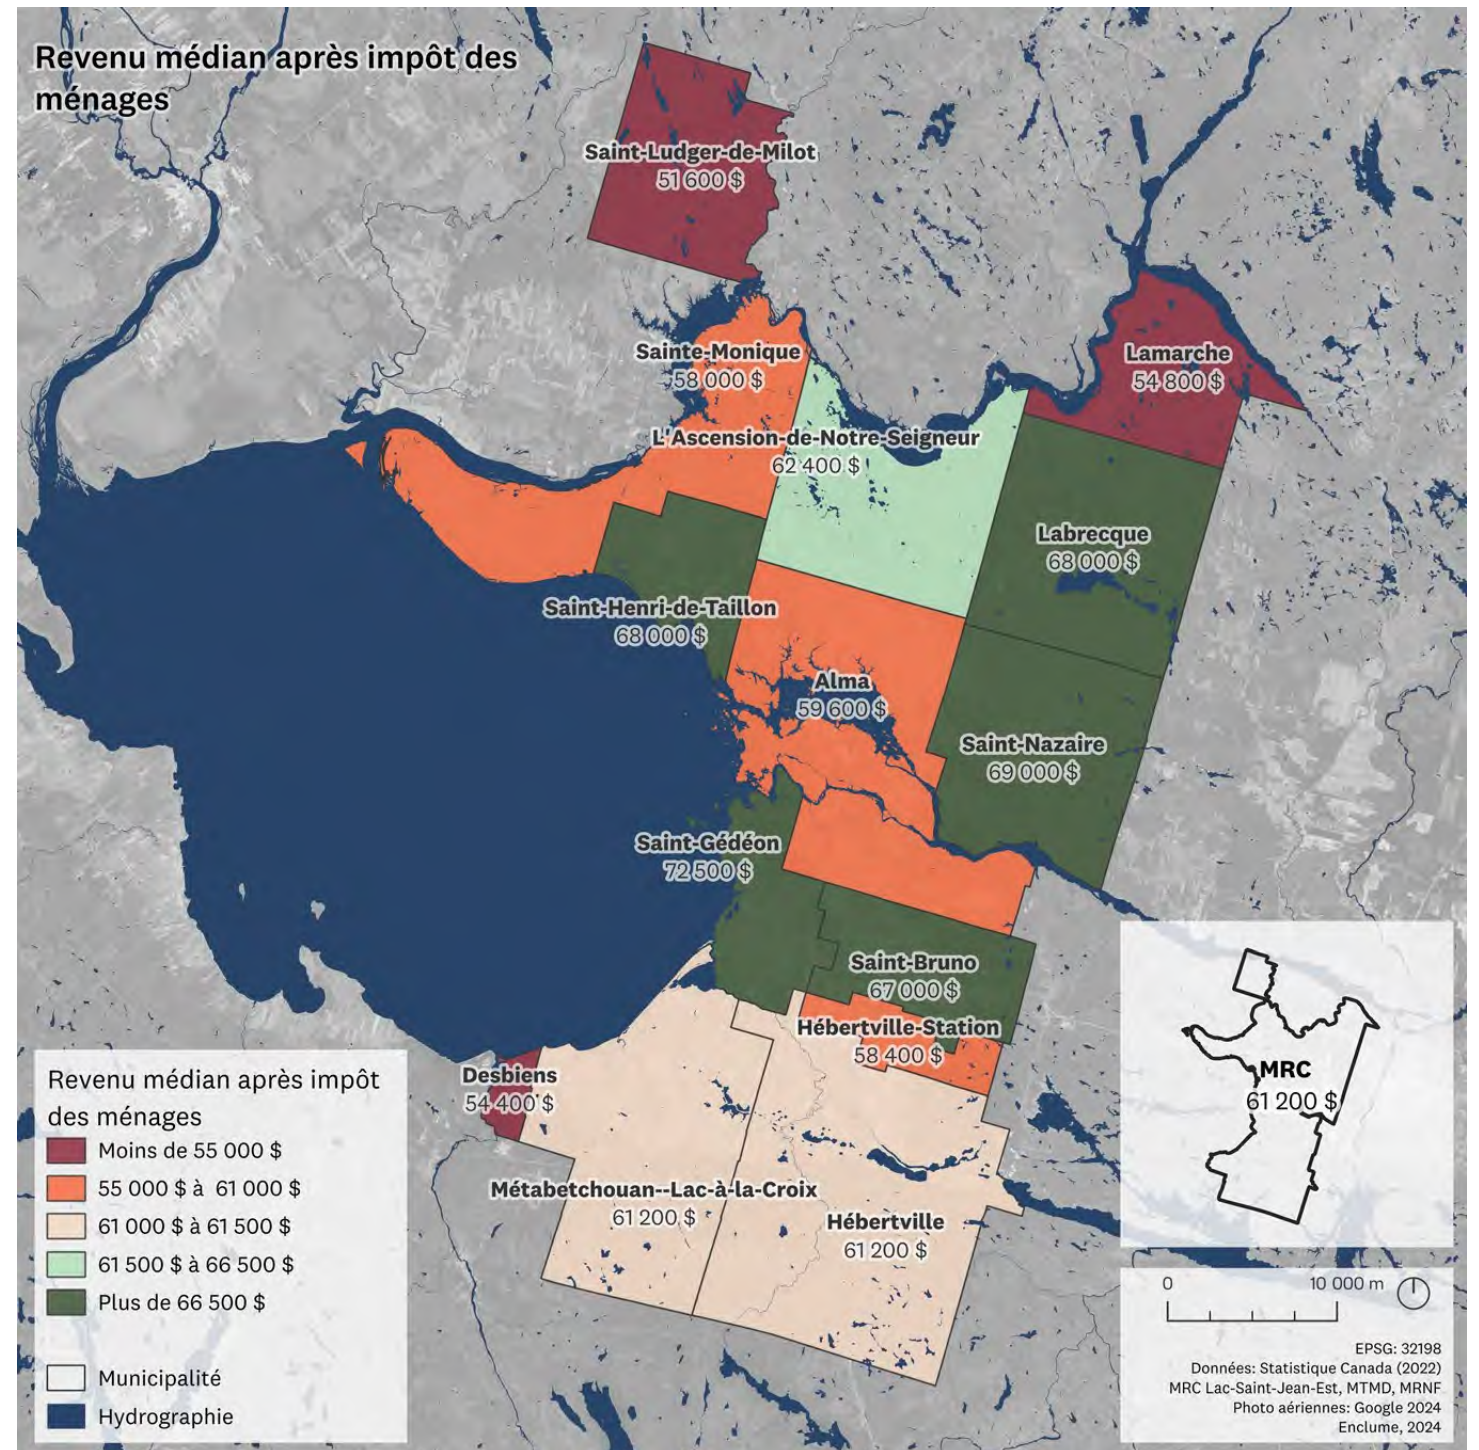 Revenu médian après impôt des
ménages
Saint-Ludger-de-Milot
51 600 $
Sainte-Monique
58 000 $
Lamarche
54 800 $
L'Ascension-de-Notre-Seigneur
62 400 $
Labrecque
68 000 $
Saint-Henri-de-Taillon
68 000 $
Alma
59 600 $
Saint-Nazaire
69 000 $
Saint-Gédéon
72 500 $
Saint-Bruno
67 000 $
Hébertville-Station
58 400 $
Desbiens
54 400 $
Métabetchouan--Lac-à-la-Croix
61 200 $
Hébertville
61 200 $
MRC
61 200 $
Revenu médian après impôt
des ménages
Moins de 55 000 $
55 000 $ à 61 000 $
61 000 $ à 61 500 $
61 500 $ à 66 500 $
Plus de 66 500 $
Municipalité
Hydrographie
0 10 000 m
EPSG: 32198
Données: Statistique Canada (2022)
MRC Lac-Saint-Jean-Est, MTMD, MRNF
Photo aériennes: Google 2024
Enclume, 2024